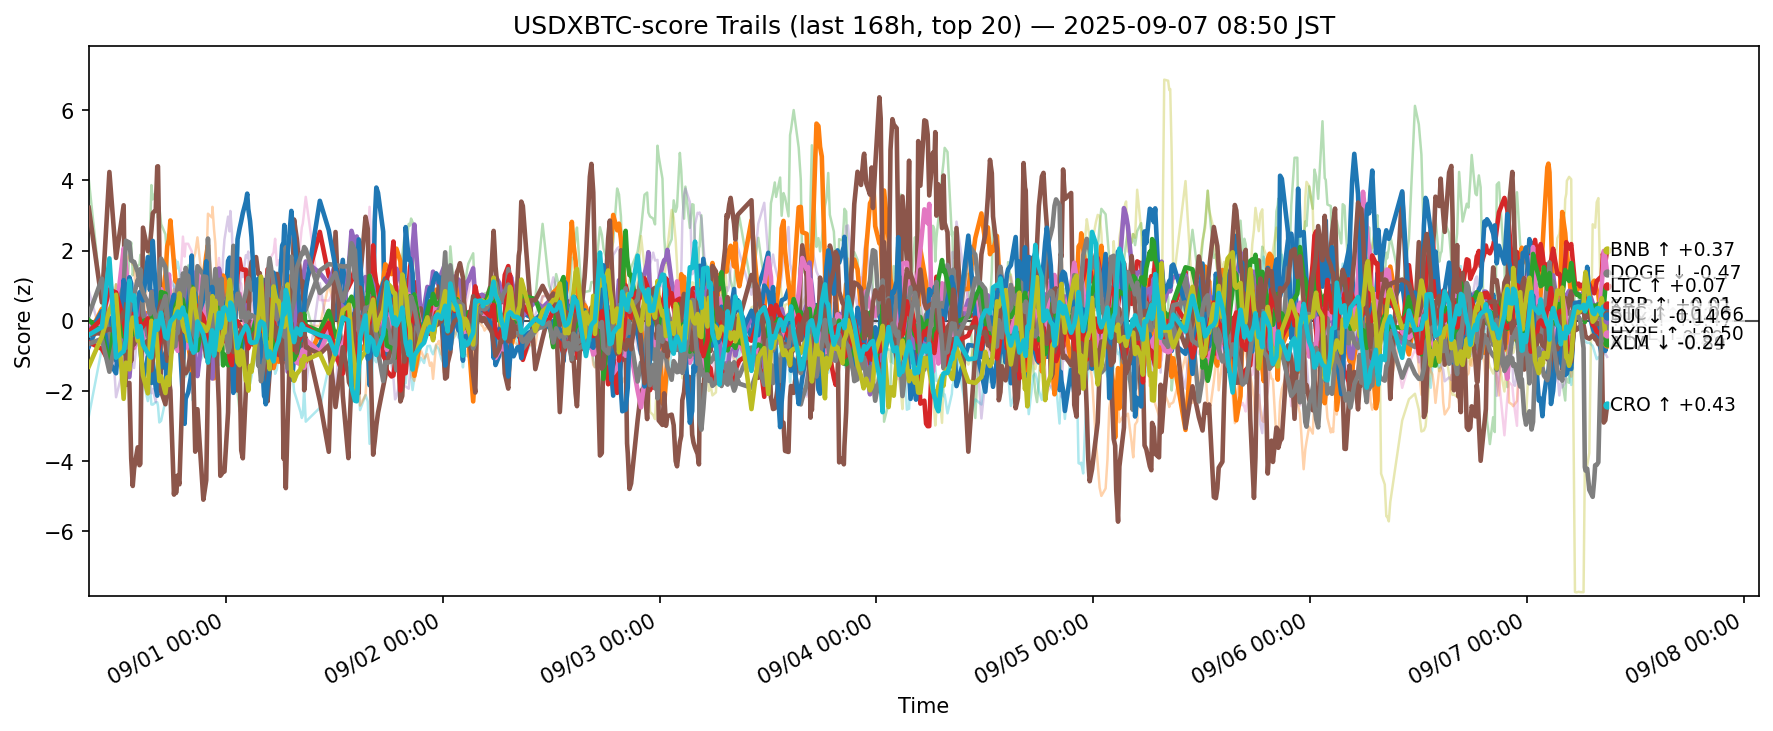 USDXBTC-score Trails (last 168h, top 20) — 2025-09-07 08:50 JST
Score (z)
6
4
2
0
−2
−4
−6
BNB ↑ +0.37
DOGE ↓ -0.47
LTC ↑ +0.07
XRP ↑ +0.01
SUI ↓ -0.14
XLM ↓ -0.24
CRO ↑ +0.43
09/01 00:00
09/02 00:00
09/03 00:00
09/04 00:00
09/05 00:00
09/06 00:00
09/07 00:00
09/08 00:00
Time